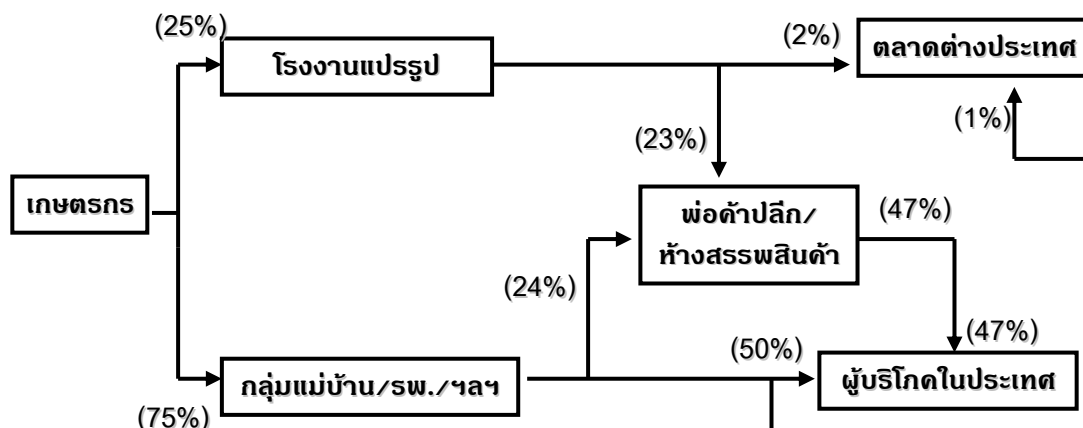 (25%)
โรงงานแปรรูป
(2%)
ตลาดต่างประเทศ
(1%)
(23%)
เกษตรกร
พ่อค้าปลีก/
ห้างสรรพสินค้า
(47%)
(24%)
(47%)
(50%)
กลุ่มแม่บ้าน/รพ./ฯลฯ
ผู้บริโภคในประเทศ
(75%)